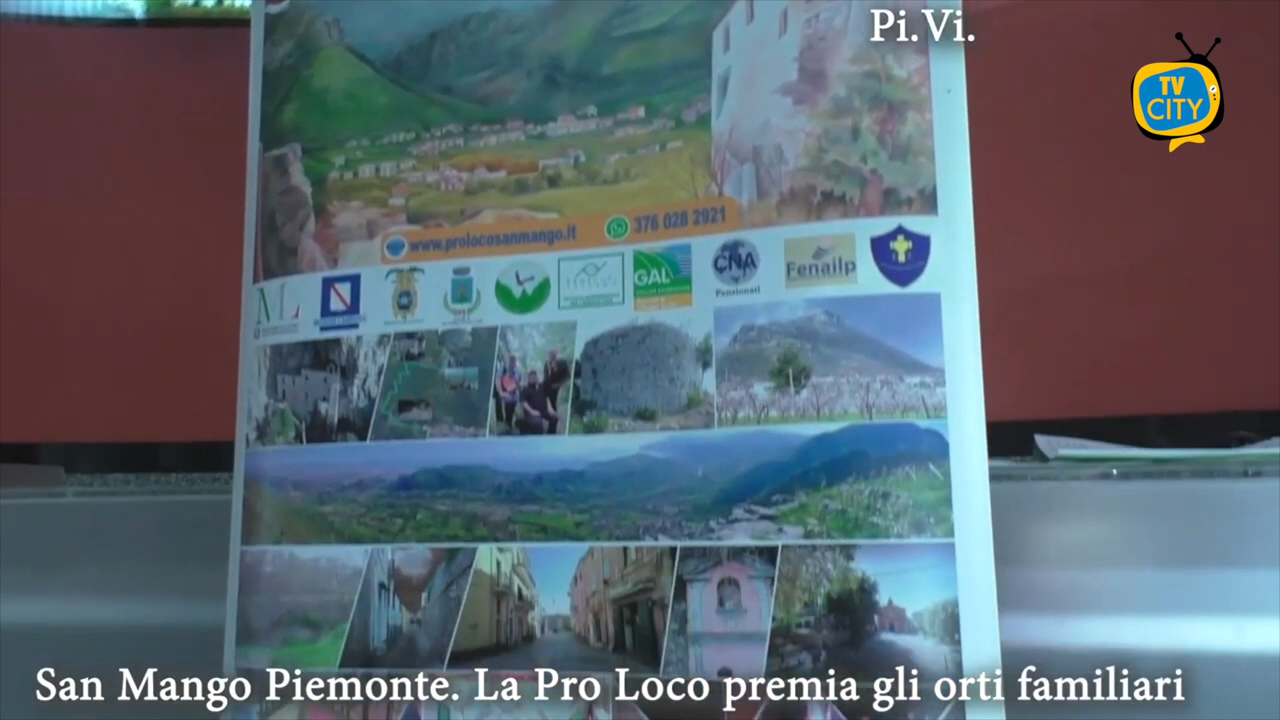 Pi.Vi.
TV
CITY
www.prolocosanmango.it 376 028 2921
GAL
CNA
Pensionati
Fenailp
San Mango Piemonte. La Pro Loco premia gli orti familiari